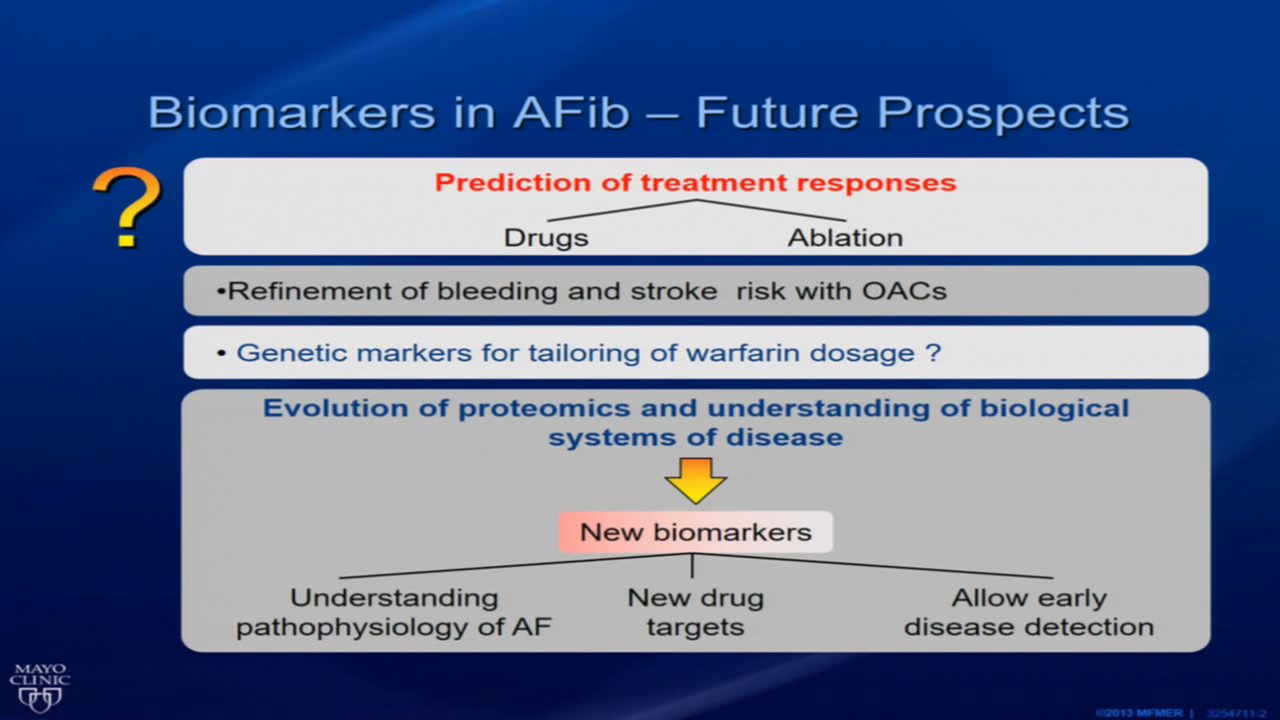 Biomarkers in AFib – Future Prospects
?
Prediction of treatment responses
Drugs
Ablation
•Refinement of bleeding and stroke  risk with OACs
• Genetic markers for tailoring of warfarin dosage ?
Evolution of proteomics and understanding of biological
systems of disease
New biomarkers
Understanding
pathophysiology of AF
New drug
targets
Allow early
disease detection
MAYO
CLINIC
©2013 MFMER | 3254711-2